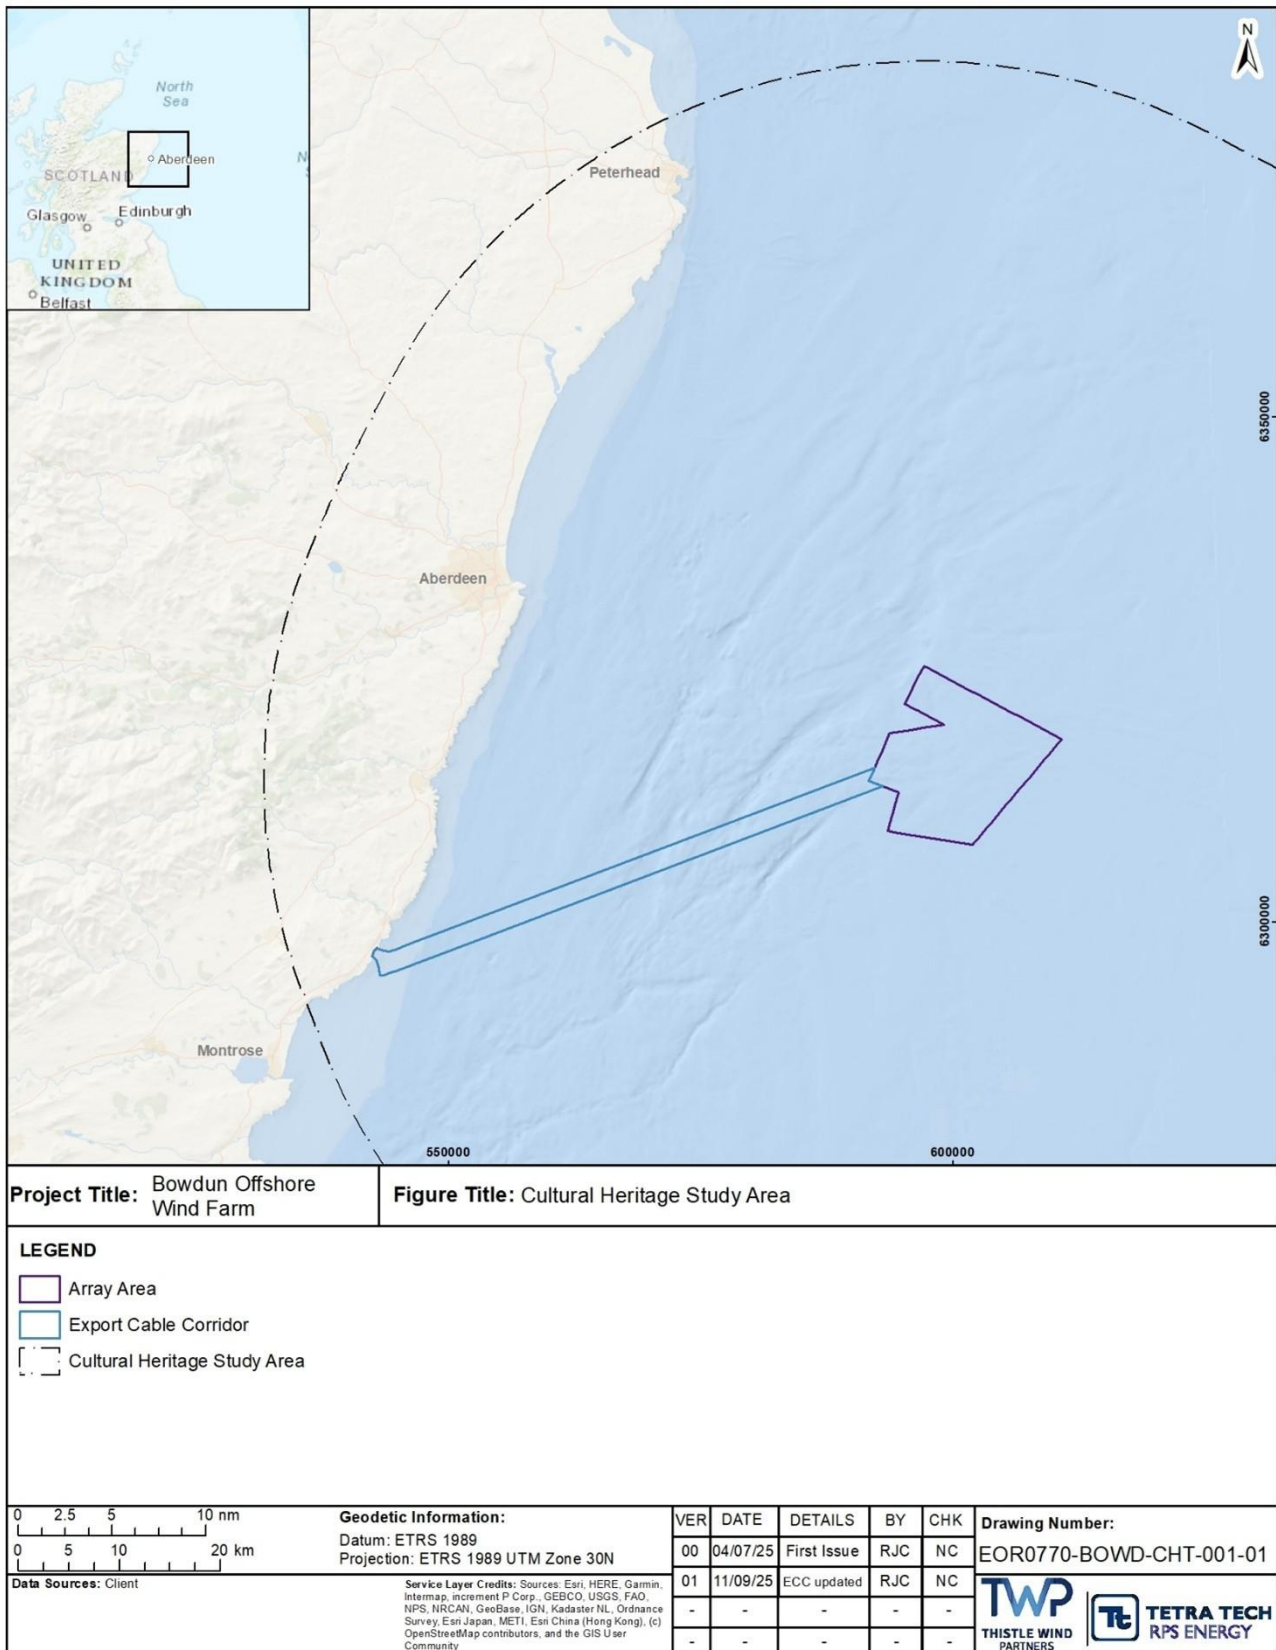 N
North
Sea
Aberdeen
SCOTLAND
Glasgow
Edinburgh
UNITED
KINGDOM
Belfast
Peterhead
6350000
Aberdeen
6300000
Montrose
550000
600000
Project Title: Bowdun Offshore
Wind Farm
Figure Title: Cultural Heritage Study Area
LEGEND
Array Area
Export Cable Corridor
Cultural Heritage Study Area
0 2.5 5 10 nm
0 5 10 20 km
Geodetic Information:
Datum: ETRS 1989
Projection: ETRS 1989 UTM Zone 30N
Data Sources: Client
Service Layer Credits: Sources: Esri, HERE, Garmin,
Intermap, increment P Corp., GEBCO, USGS, FAO,
NPS, NRCAN, GeoBase, IGN, Kadaster NL, Ordnance
Survey, Esri Japan, METI, Esri China (Hong Kong), (c)
OpenStreetMap contributors, and the GIS User
Community
VER DATE DETAILS BY CHK
00 04/07/25 First Issue RJC NC
01 11/09/25 ECC updated RJC NC
- - - - -
- - - - -
Drawing Number:
EOR0770-BOWD-CHT-001-01
TWP
THISTLE WIND
PARTNERS
Tt
TETRA TECH
RPS ENERGY